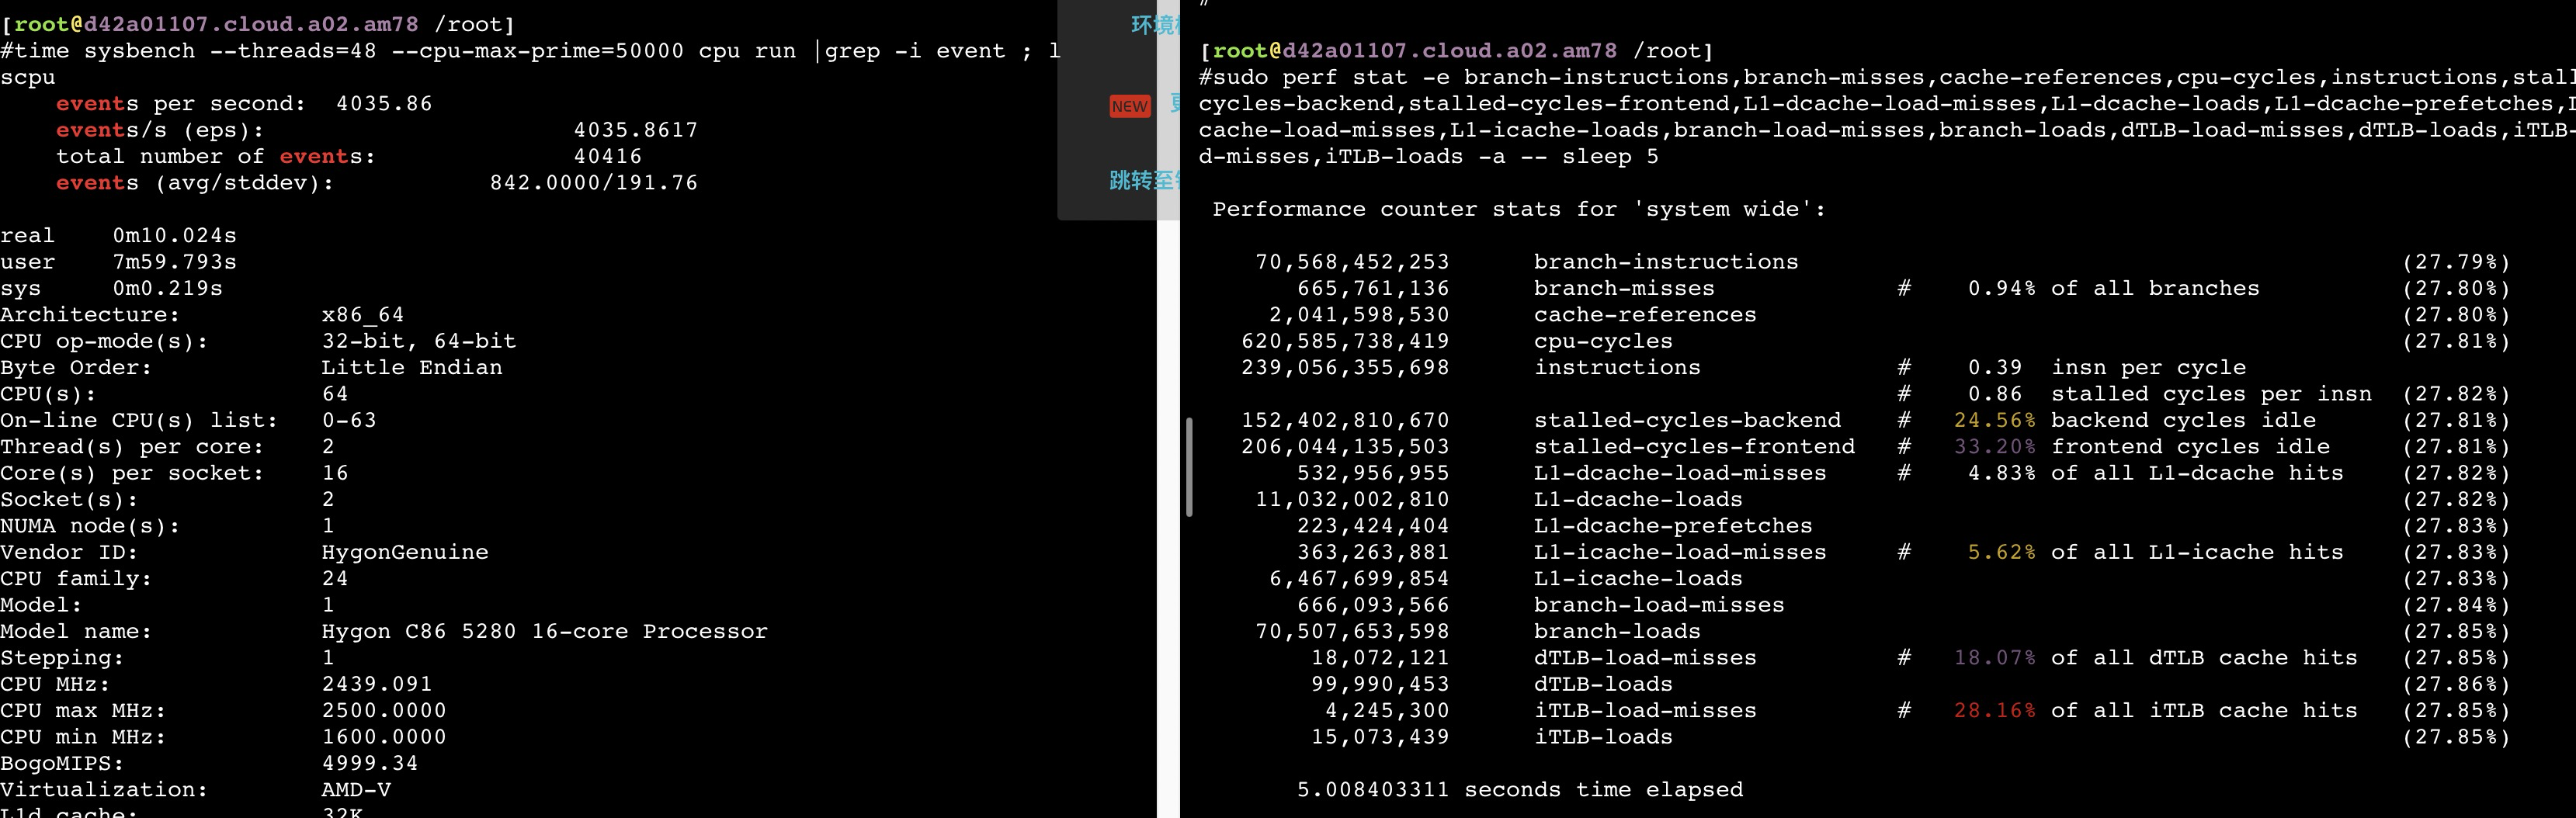 [root@d42a01107.cloud.a02.am78 /root]
#time sysbench --threads=48 --cpu-max-prime=50000 cpu run |grep -i event ; l
scpu
    events per second:  4035.86
    events/s (eps):                      4035.8617
    total number of events:              40416
    events (avg/stddev):           842.0000/191.76
real    0m10.024s
user    7m59.793s
sys     0m0.219s
Architecture:          x86_64
CPU op-mode(s):        32-bit, 64-bit
Byte Order:            Little Endian
CPU(s):                64
On-line CPU(s) list:   0-63
Thread(s) per core:    2
Core(s) per socket:    16
Socket(s):             2
NUMA node(s):          1
Vendor ID:             HygonGenuine
CPU family:            24
Model:                 1
Model name:            Hygon C86 5280 16-core Processor
Stepping:              1
CPU MHz:               2439.091
CPU max MHz:           2500.0000
CPU min MHz:           1600.0000
BogoMIPS:              4999.34
Virtualization:        AMD-V
L1d cache:             32K
环境
NEW
跳转至
#
[root@d42a01107.cloud.a02.am78 /root]
#sudo perf stat -e branch-instructions,branch-misses,cache-references,cpu-cycles,instructions,stall
cycles-backend,stalled-cycles-frontend,L1-dcache-load-misses,L1-dcache-loads,L1-dcache-prefetches,L
cache-load-misses,L1-icache-loads,branch-load-misses,branch-loads,dTLB-load-misses,dTLB-loads,iTLB-
d-misses,iTLB-loads -a -- sleep 5
 Performance counter stats for 'system wide':
    70,568,452,253      branch-instructions                                           (27.79%)
       665,761,136      branch-misses             #    0.94% of all branches          (27.80%)
     2,041,598,530      cache-references                                              (27.80%)
   620,585,738,419      cpu-cycles                                                    (27.81%)
   239,056,355,698      instructions              #    0.39  insn per cycle
                                                  #    0.86  stalled cycles per insn  (27.82%)
   152,402,810,670      stalled-cycles-backend    #   24.56% backend cycles idle      (27.81%)
   206,044,135,503      stalled-cycles-frontend   #   33.20% frontend cycles idle     (27.81%)
       532,956,955      L1-dcache-load-misses     #    4.83% of all L1-dcache hits    (27.82%)
    11,032,002,810      L1-dcache-loads                                               (27.82%)
       223,424,404      L1-dcache-prefetches                                          (27.83%)
       363,263,881      L1-icache-load-misses     #    5.62% of all L1-icache hits    (27.83%)
     6,467,699,854      L1-icache-loads                                               (27.83%)
       666,093,566      branch-load-misses                                            (27.84%)
    70,507,653,598      branch-loads                                                  (27.85%)
        18,072,121      dTLB-load-misses          #   18.07% of all dTLB cache hits   (27.85%)
        99,990,453      dTLB-loads                                                    (27.86%)
         4,245,300      iTLB-load-misses          #   28.16% of all iTLB cache hits   (27.85%)
        15,073,439      iTLB-loads                                                    (27.85%)
       5.008403311 seconds time elapsed